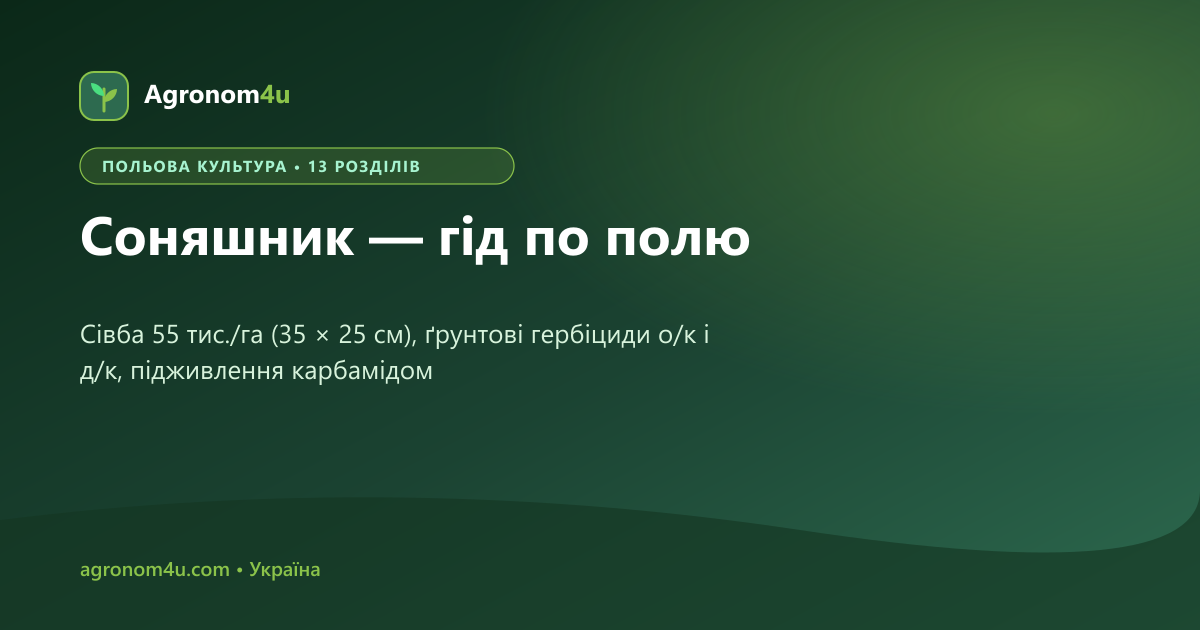 Agronom4u
ПОЛЬОВА КУЛЬТУРА • 13 РОЗДІЛІВ
Соняшник — гід по полю
Сівба 55 тис./га (35 × 25 см), ґрунтові гербіциди о/к і
д/к, підживлення карбамідом
agronom4u.com • Україна